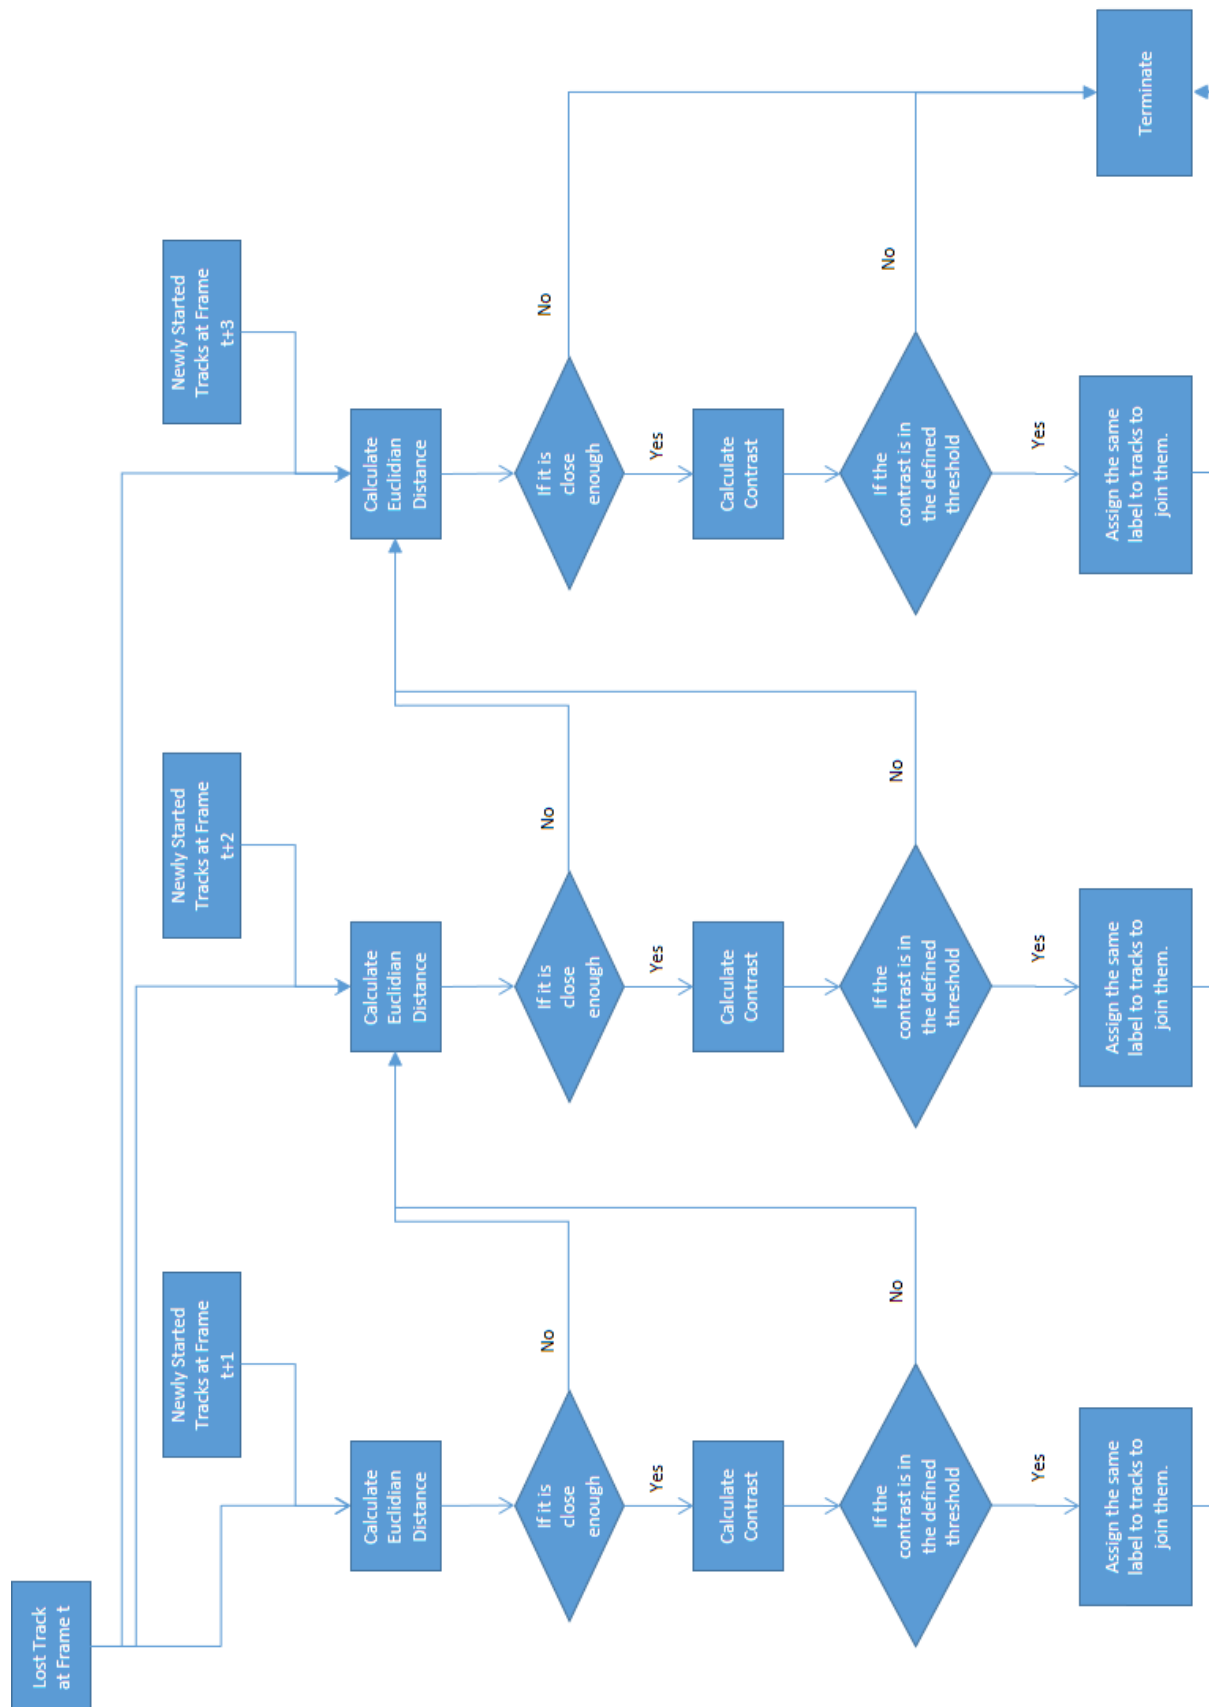 Lost Track
at Frame t
Newly Started
Tracks at Frame
t+1
Calculate
Euclidian
Distance
If it is
close
enough
No
Yes
Calculate
Contrast
If the
contrast is in
the defined
threshold
No
Yes
Assign the same
label to tracks to
join them.
Newly Started
Tracks at Frame
t+2
Calculate
Euclidian
Distance
If it is
close
enough
No
Yes
Calculate
Contrast
If the
contrast is in
the defined
threshold
No
Yes
Assign the same
label to tracks to
join them.
Newly Started
Tracks at Frame
t+3
Calculate
Euclidian
Distance
If it is
close
enough
No
Yes
Calculate
Contrast
If the
contrast is in
the defined
threshold
No
Yes
Assign the same
label to tracks to
join them.
Terminate